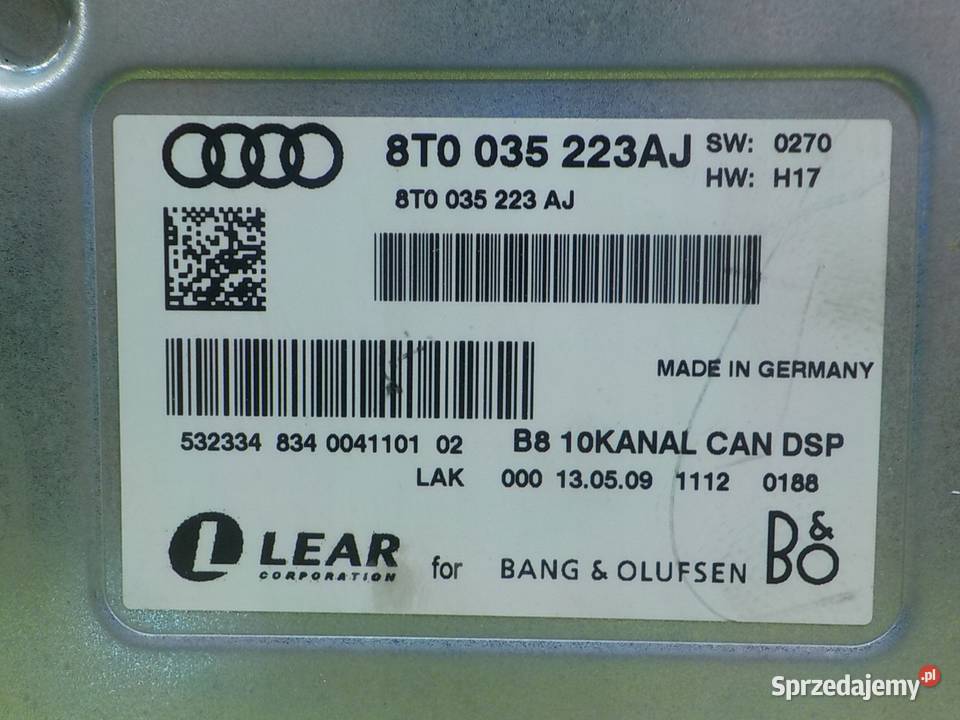 8T0 035 223AJ SW: 0270
HW: H17
8T0 035 223 AJ
MADE IN GERMANY
532334 834 0041101 02 B8 10KANAL CAN DSP
LAK 000 13.05.09 1112 0188
L LEAR CORPORATION for BANG & OLUFSEN B&O
Sprzedajemy.pl